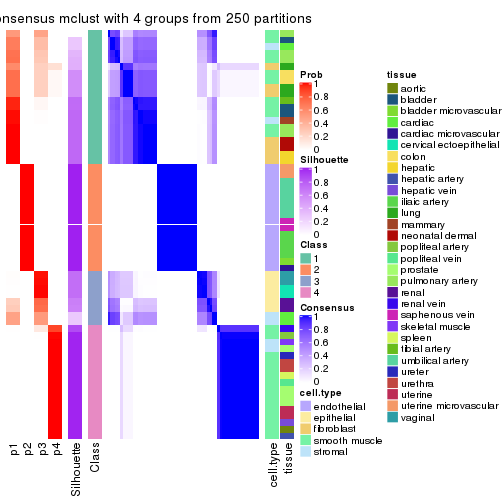 onsensus mclust with 4 groups from 250 partitions
p1
p2
p3
p4
Silhouette
Class
cell.type
tissue
Prob
0.8
0.6
0.4
0.2
0
Silhouette
1
0.8
0.6
0.4
0.2
0
Class
1
2
3
4
Consensus
1
0.8
0.6
0.4
0.2
0
cell.type
endothelial
epithelial
fibroblast
smooth muscle
stromal
tissue
aortic
bladder
bladder microvascular
cardiac
cardiac microvascular
cervical ectoepithelial
colon
hepatic
hepatic artery
hepatic vein
iliaic artery
lung
mammary
neonatal dermal
popliteal artery
popliteal vein
prostate
pulmonary artery
renal
renal vein
saphenous vein
skeletal muscle
spleen
tibial artery
umbilical artery
ureter
urethra
uterine
uterine microvascular
vaginal